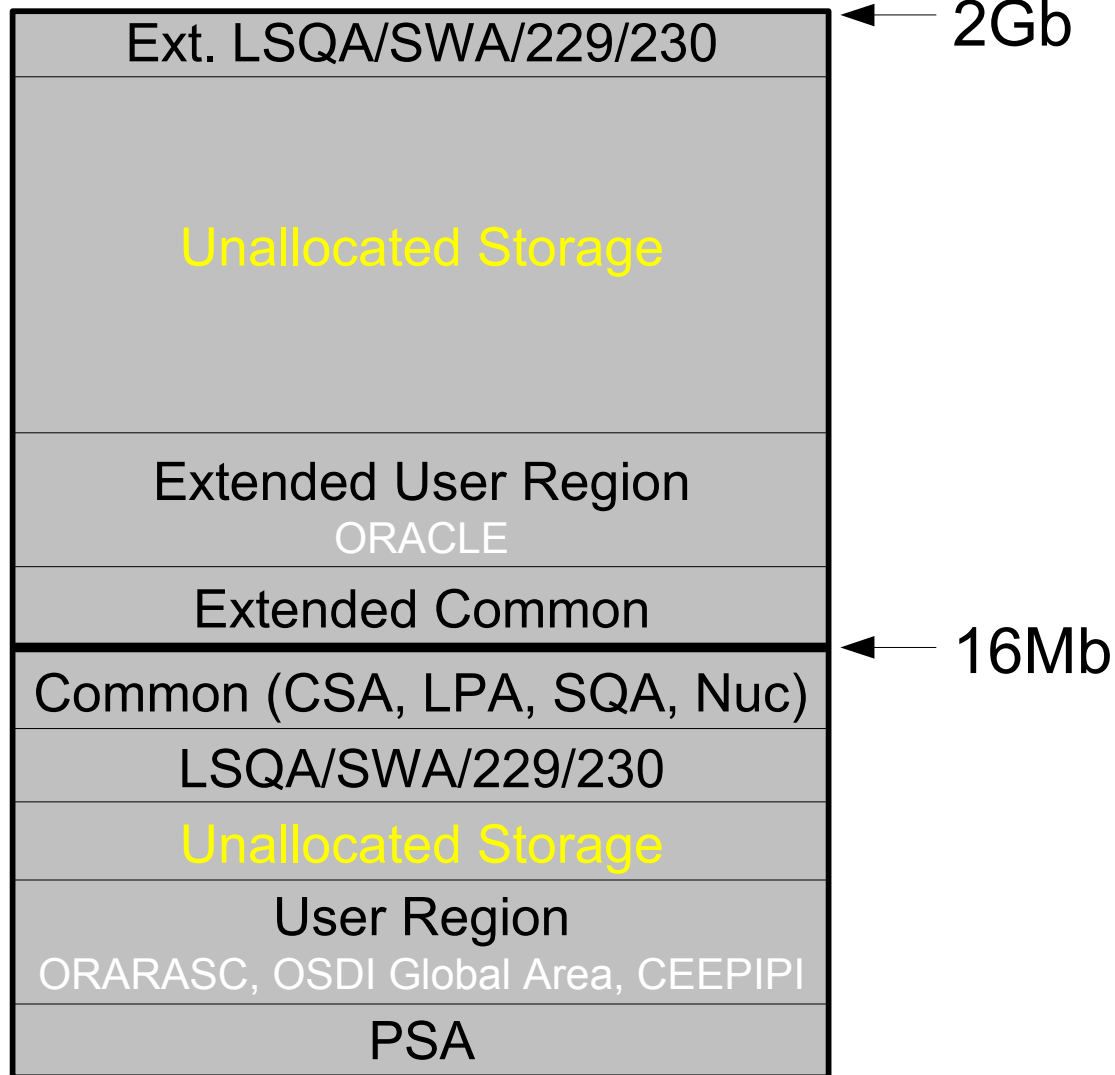 Ext. LSQA/SWA/229/230
2Gb
Unallocated Storage
Extended User Region
ORACLE
Extended Common
16Mb
Common (CSA, LPA, SQA, Nuc)
LSQA/SWA/229/230
Unallocated Storage
User Region
ORARASC, OSDI Global Area, CEEPIPI
PSA